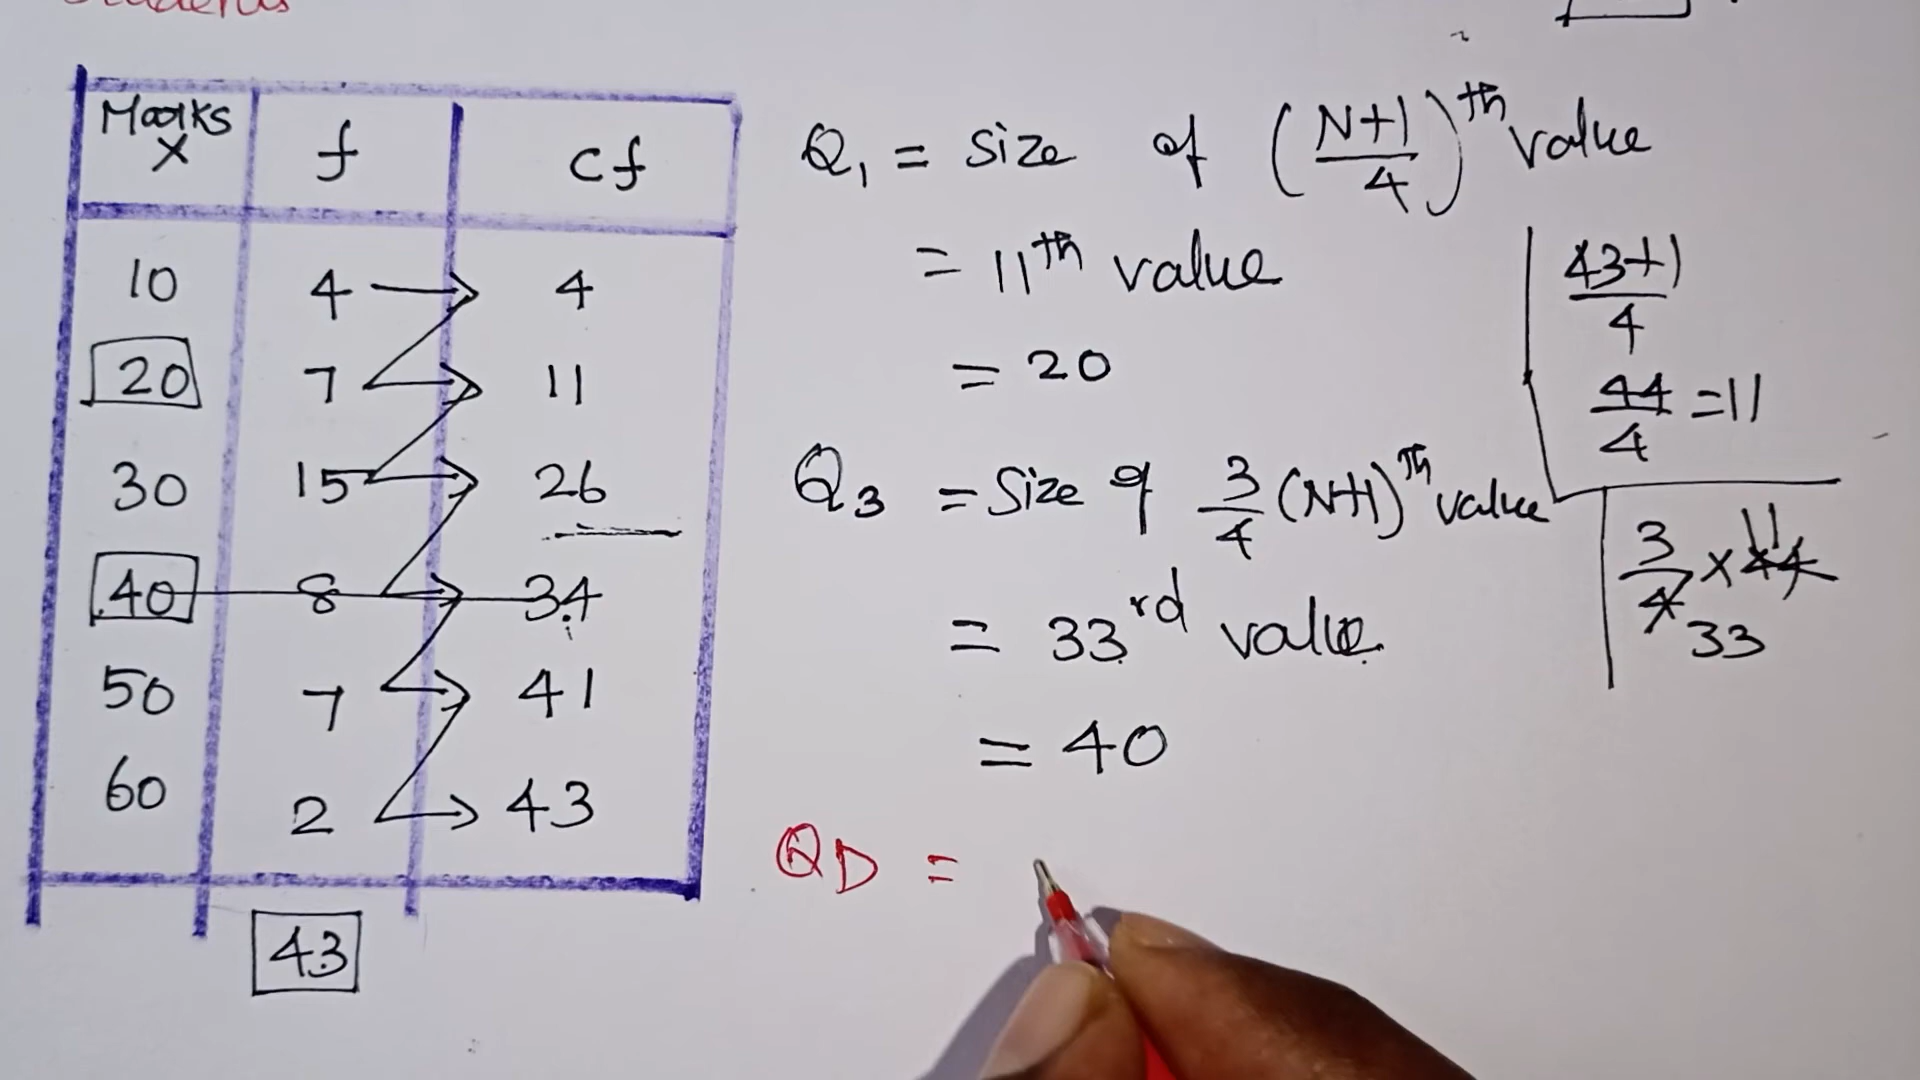 Students
Marks X f cf
10 4 4
20 7 11
30 15 26
40 8 34
50 7 41
60 2 43
43
Q₁ = Size of (N+1/4)th value
= 11th value
= 20
43+1/4
44/4 = 11
Q₃ = Size of 3/4 (N+1)th value
3/4 × 44 11
33
= 33rd value
= 40
QD =